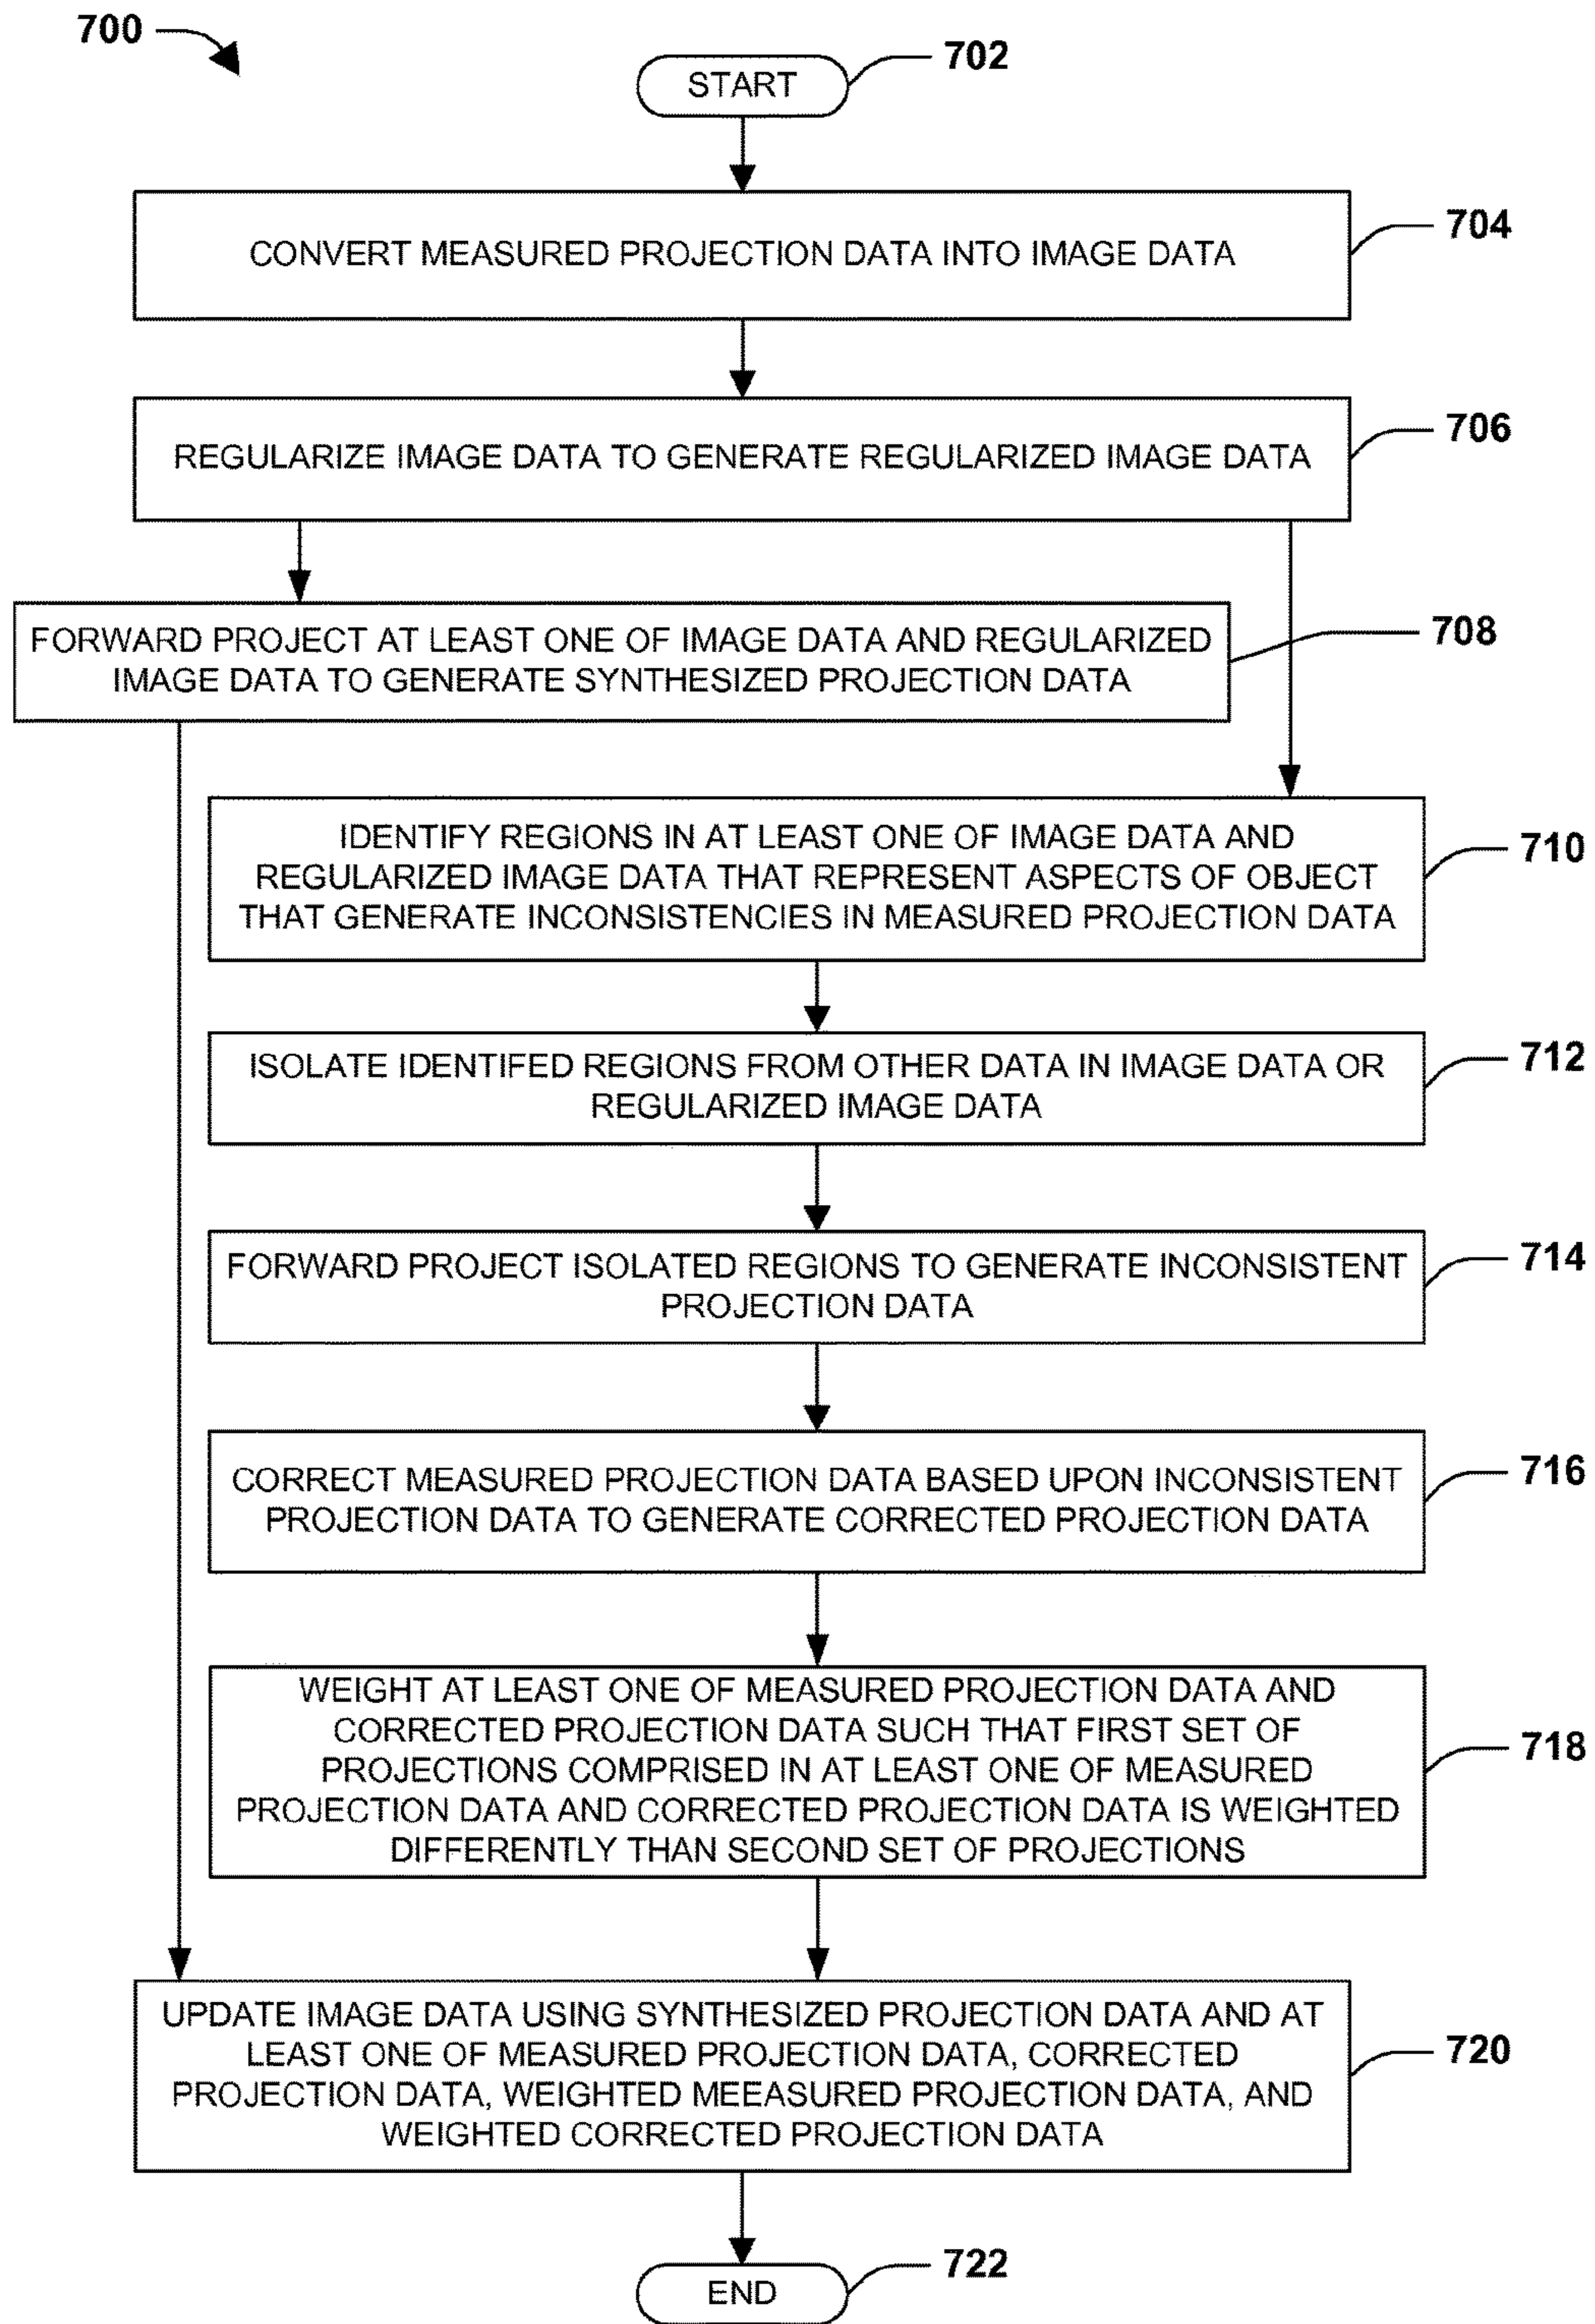 700
START
702
CONVERT MEASURED PROJECTION DATA INTO IMAGE DATA
704
REGULARIZE IMAGE DATA TO GENERATE REGULARIZED IMAGE DATA
706
FORWARD PROJECT AT LEAST ONE OF IMAGE DATA AND REGULARIZED
IMAGE DATA TO GENERATE SYNTHESIZED PROJECTION DATA
708
IDENTIFY REGIONS IN AT LEAST ONE OF IMAGE DATA AND
REGULARIZED IMAGE DATA THAT REPRESENT ASPECTS OF OBJECT
THAT GENERATE INCONSISTENCIES IN MEASURED PROJECTION DATA
710
ISOLATE IDENTIFED REGIONS FROM OTHER DATA IN IMAGE DATA OR
REGULARIZED IMAGE DATA
712
FORWARD PROJECT ISOLATED REGIONS TO GENERATE INCONSISTENT
PROJECTION DATA
714
CORRECT MEASURED PROJECTION DATA BASED UPON INCONSISTENT
PROJECTION DATA TO GENERATE CORRECTED PROJECTION DATA
716
WEIGHT AT LEAST ONE OF MEASURED PROJECTION DATA AND
CORRECTED PROJECTION DATA SUCH THAT FIRST SET OF
PROJECTIONS COMPRISED IN AT LEAST ONE OF MEASURED
PROJECTION DATA AND CORRECTED PROJECTION DATA IS WEIGHTED
DIFFERENTLY THAN SECOND SET OF PROJECTIONS
718
UPDATE IMAGE DATA USING SYNTHESIZED PROJECTION DATA AND AT
LEAST ONE OF MEASURED PROJECTION DATA, CORRECTED
PROJECTION DATA, WEIGHTED MEEASURED PROJECTION DATA, AND
WEIGHTED CORRECTED PROJECTION DATA
720
END
722